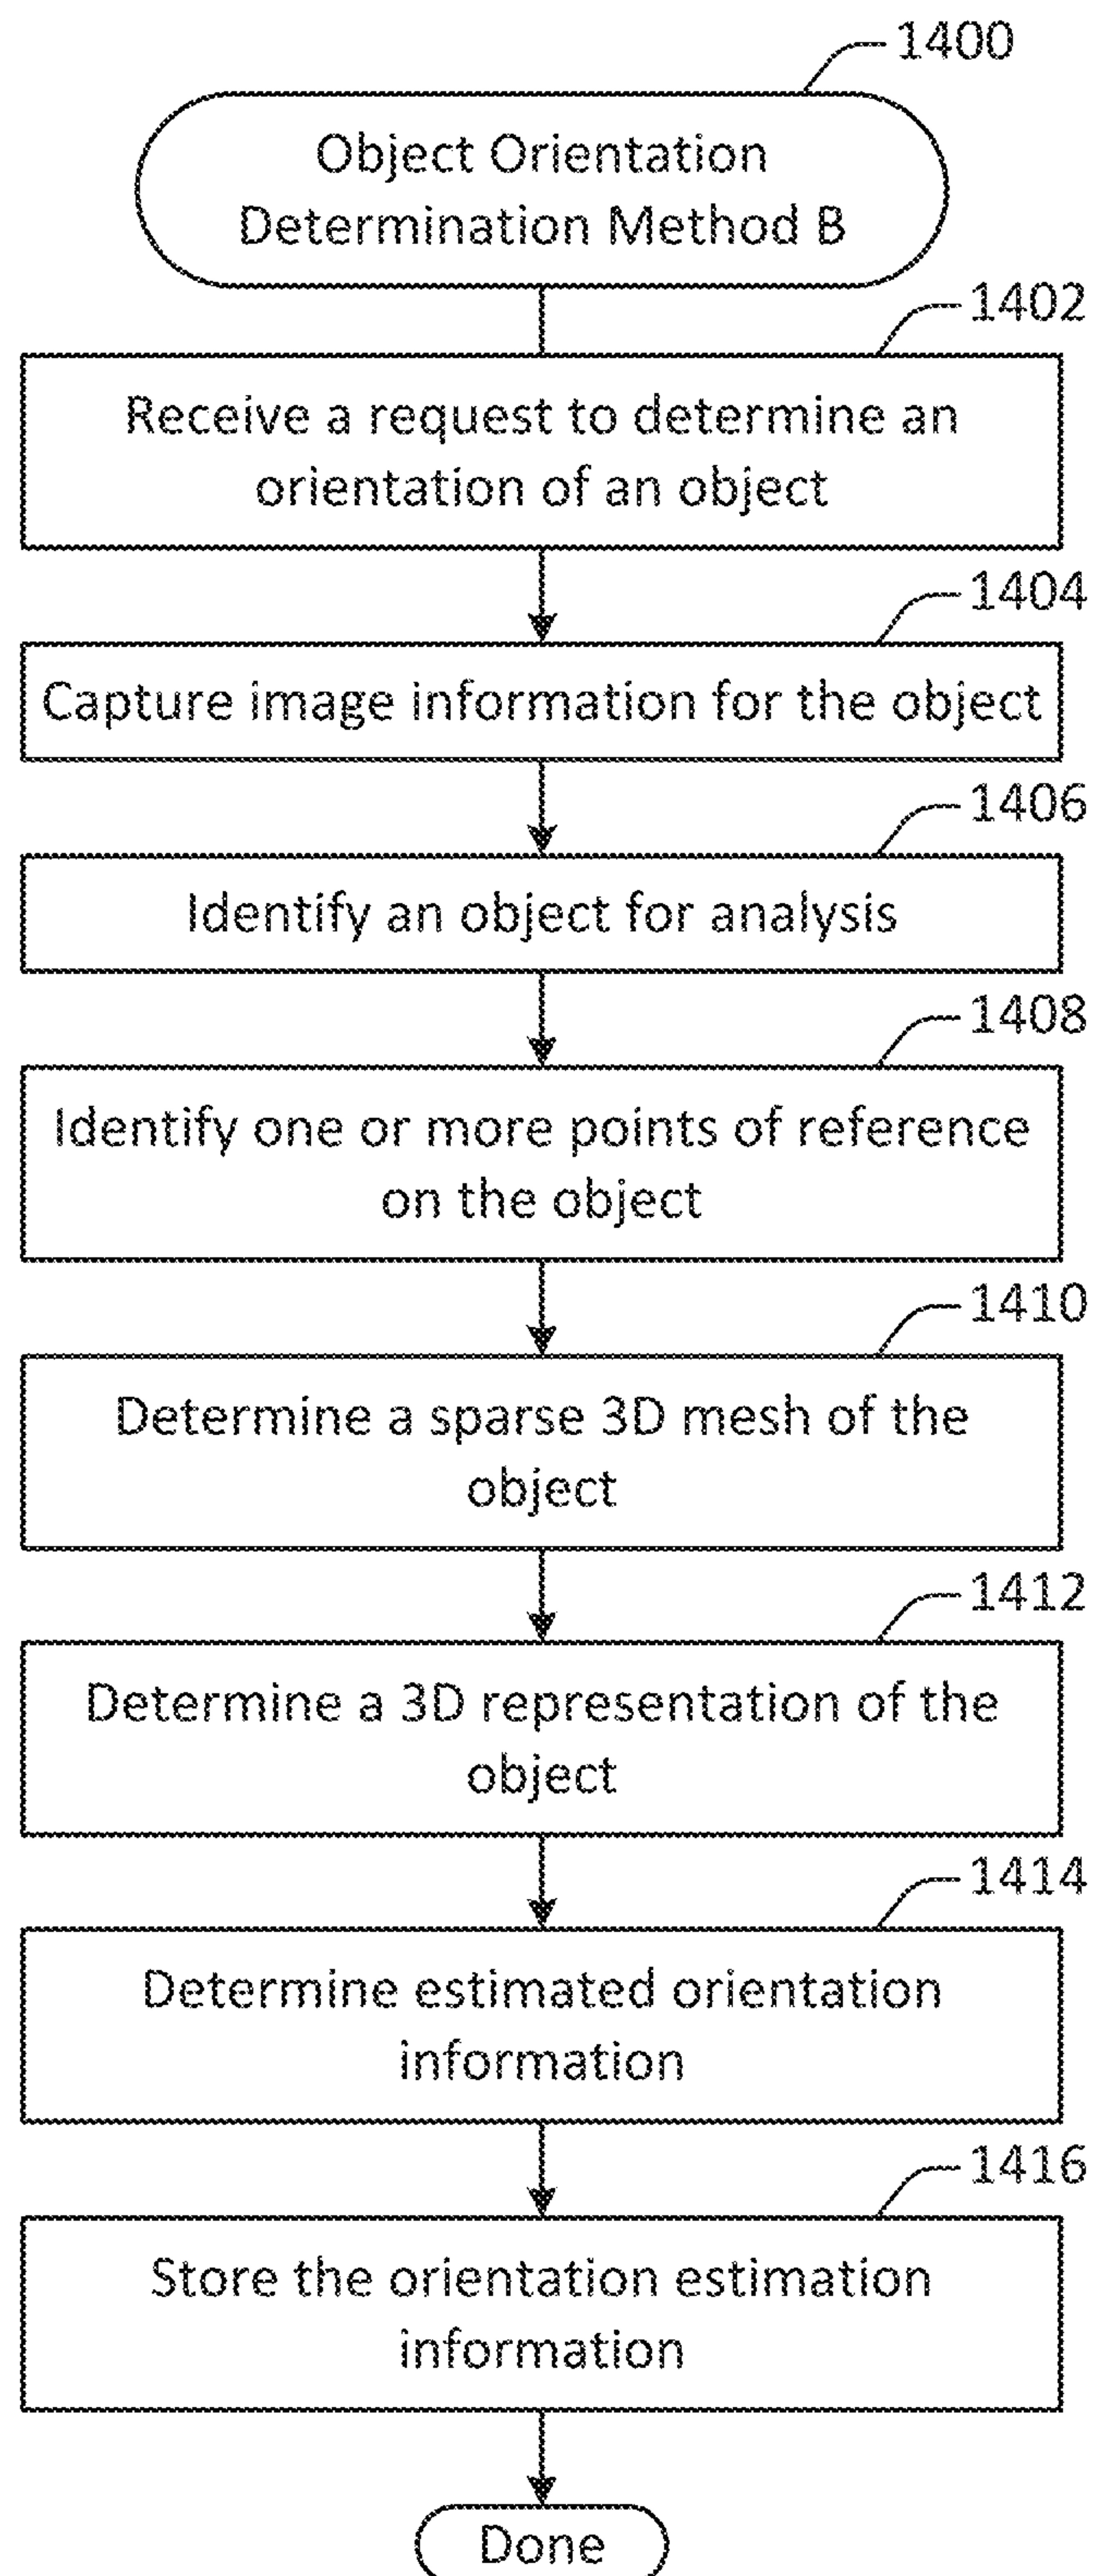 1400
Object Orientation
Determination Method B
1402
Receive a request to determine an
orientation of an object
1404
Capture image information for the object
1406
Identify an object for analysis
1408
Identify one or more points of reference
on the object
1410
Determine a sparse 3D mesh of the
object
1412
Determine a 3D representation of the
object
1414
Determine estimated orientation
information
1416
Store the orientation estimation
information
Done